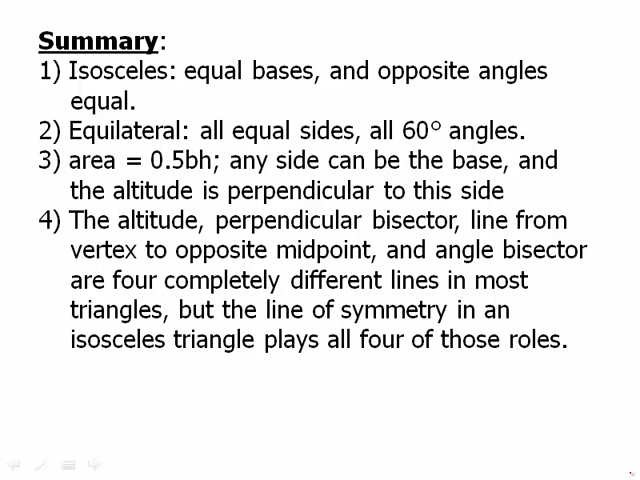 Summary:
1) Isosceles: equal bases, and opposite angles
equal.
2) Equilateral: all equal sides, all 60° angles.
3) area = 0.5bh; any side can be the base, and
the altitude is perpendicular to this side
4) The altitude, perpendicular bisector, line from
vertex to opposite midpoint, and angle bisector
are four completely different lines in most
triangles, but the line of symmetry in an
isosceles triangle plays all four of those roles.